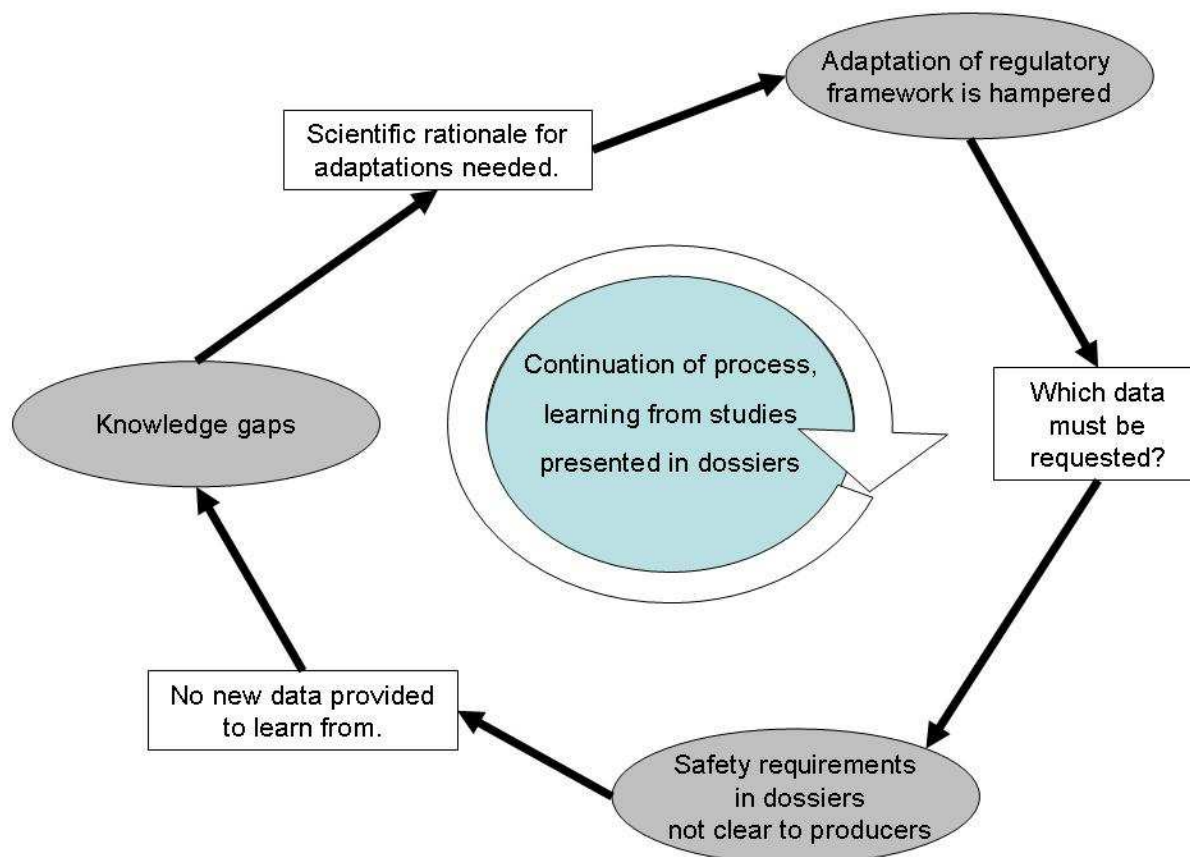 Adaptation of regulatory
framework is hampered
Scientific rationale for
adaptations needed.
Continuation of process,
learning from studies
presented in dossiers
Which data
must be
requested?
Knowledge gaps
No new data provided
to learn from.
Safety requirements
in dossiers
not clear to producers